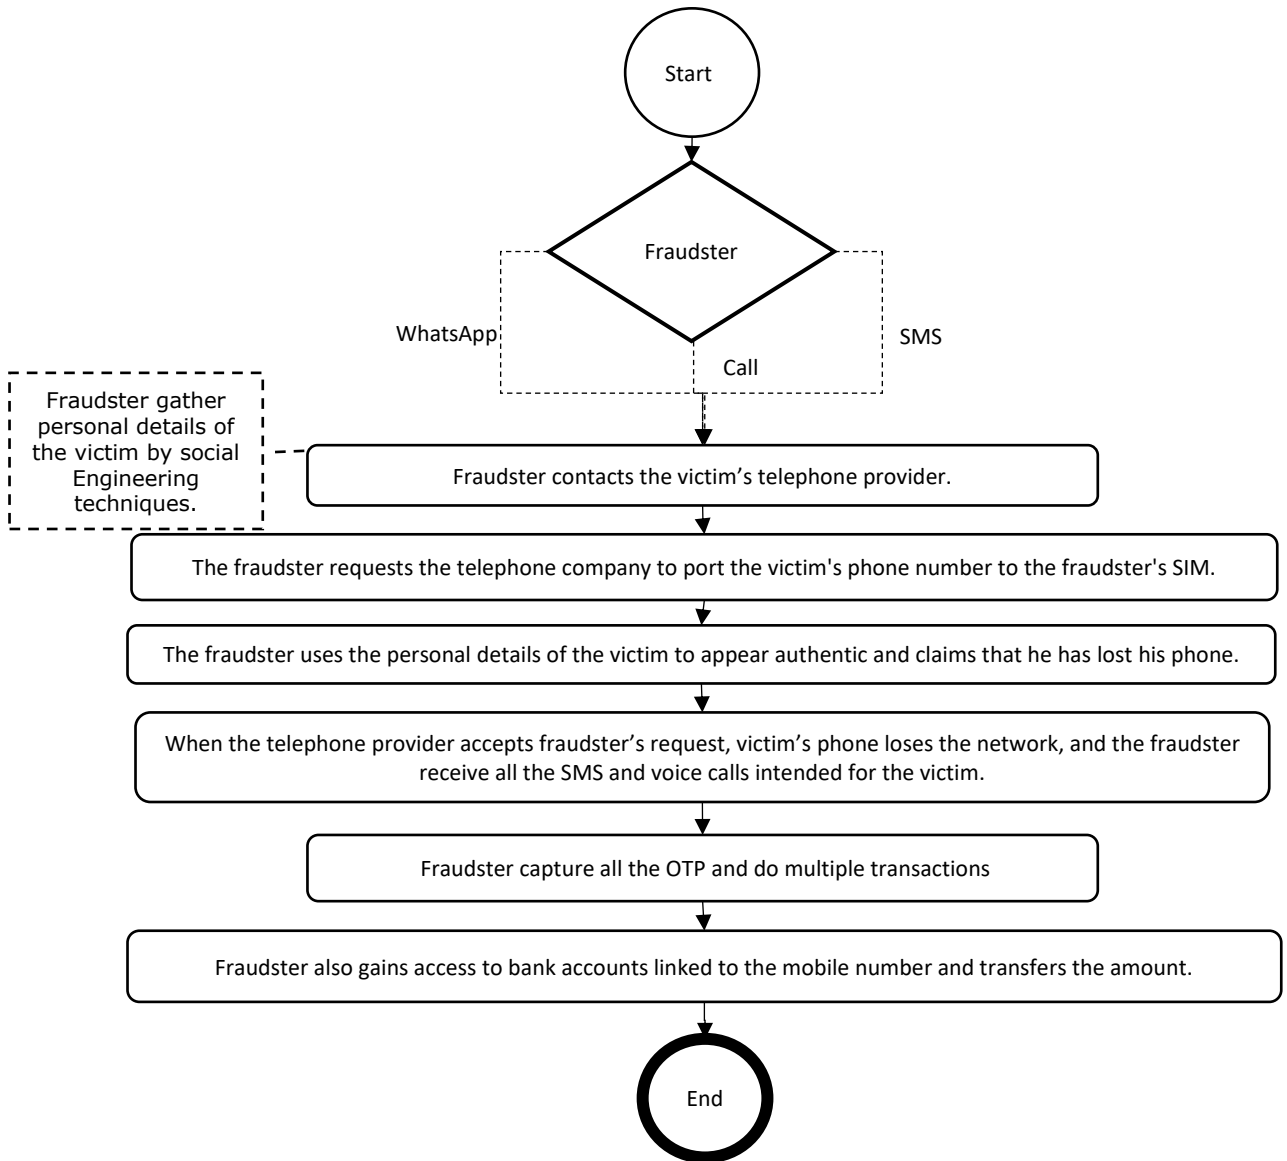 Start
Fraudster
WhatsApp
SMS
Call
Fraudster gather
personal details of
the victim by social
Engineering
techniques.
Fraudster contacts the victim’s telephone provider.
The fraudster requests the telephone company to port the victim's phone number to the fraudster's SIM.
The fraudster uses the personal details of the victim to appear authentic and claims that he has lost his phone.
When the telephone provider accepts fraudster’s request, victim’s phone loses the network, and the fraudster
receive all the SMS and voice calls intended for the victim.
Fraudster capture all the OTP and do multiple transactions
Fraudster also gains access to bank accounts linked to the mobile number and transfers the amount.
End